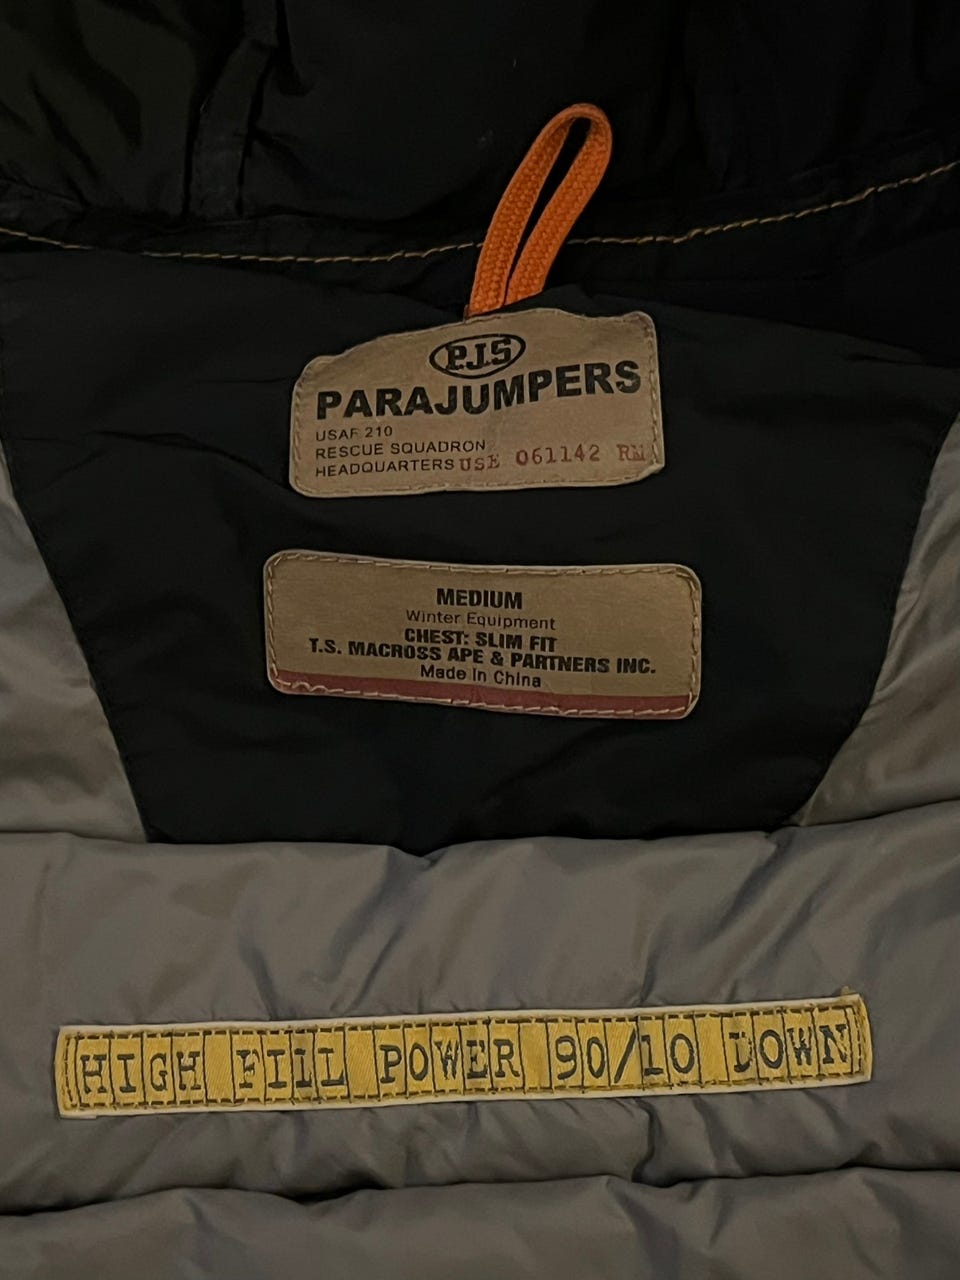 P.J.S
PARAJUMPERS
USAF 210
RESCUE SQUADRON
HEADQUARTERS USE 061142 RM
MEDIUM
Winter Equipment
CHEST: SLIM FIT
T.S. MACROSS APE & PARTNERS INC.
Made in China
HIGH FILL POWER 90/10 DOWN